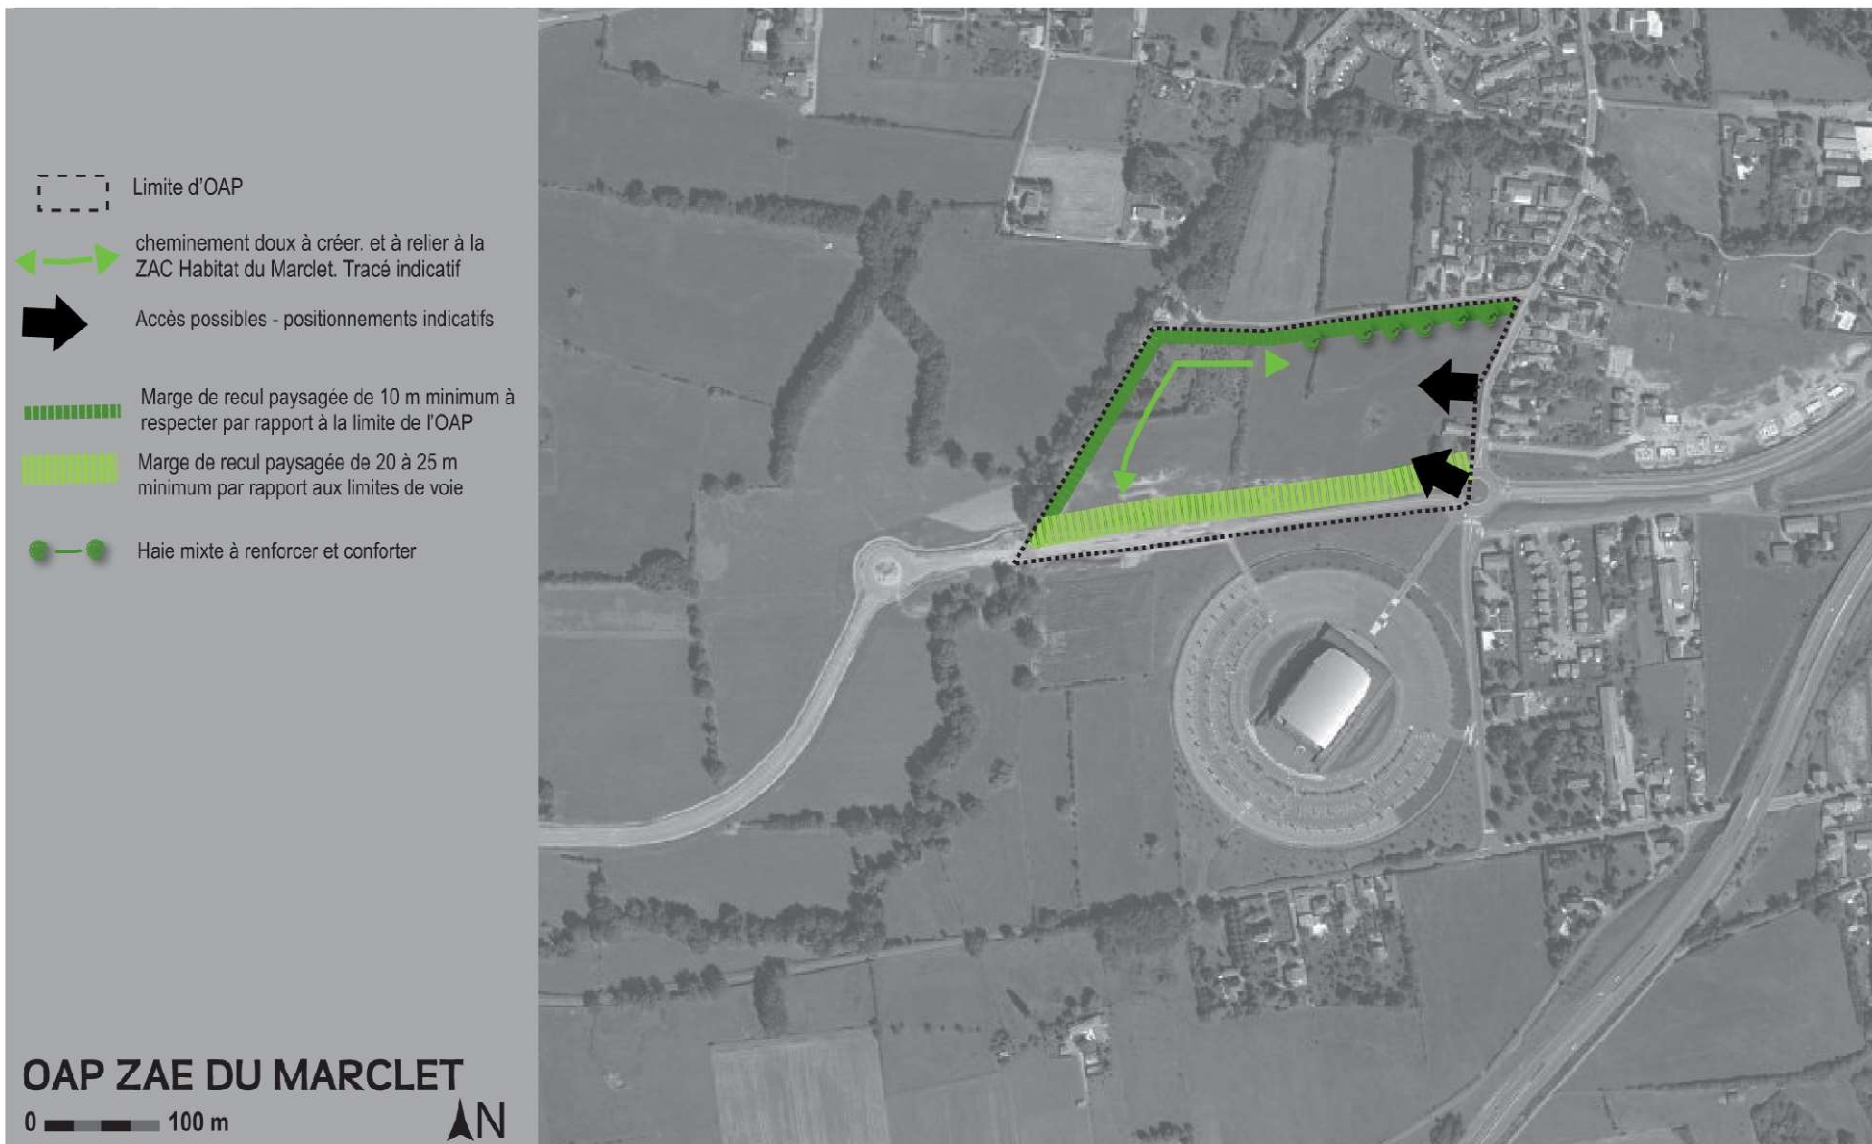 Limite d'OAP
cheminement doux à créer. et à relier à la
ZAC Habitat du Marclet. Tracé indicatif
Accès possibles - positionnements indicatifs
Marge de recul paysagée de 10 m minimum à
respecter par rapport à la limite de l'OAP
Marge de recul paysagée de 20 à 25 m
minimum par rapport aux limites de voie
Haie mixte à renforcer et conforter
OAP ZAE DU MARCLET
0 100 m
N